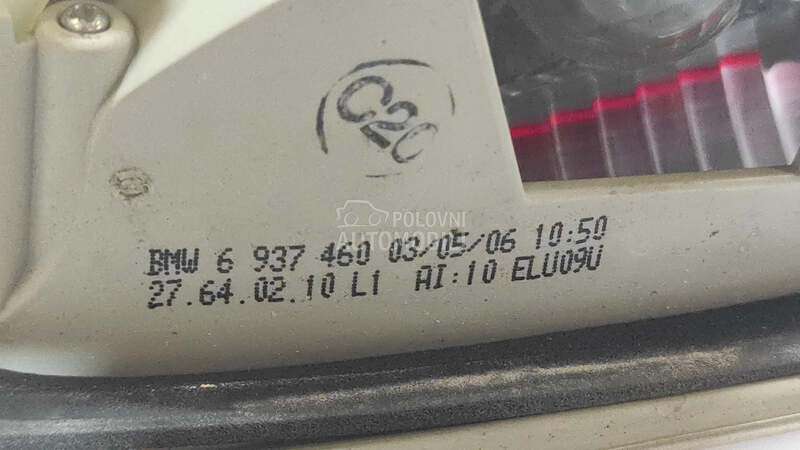 C20
POLOVNI
AUTOMOBILI
BMW 6 937 460 03/05/06 10:50
27.64.02.10 L1 AI:10 ELU09U